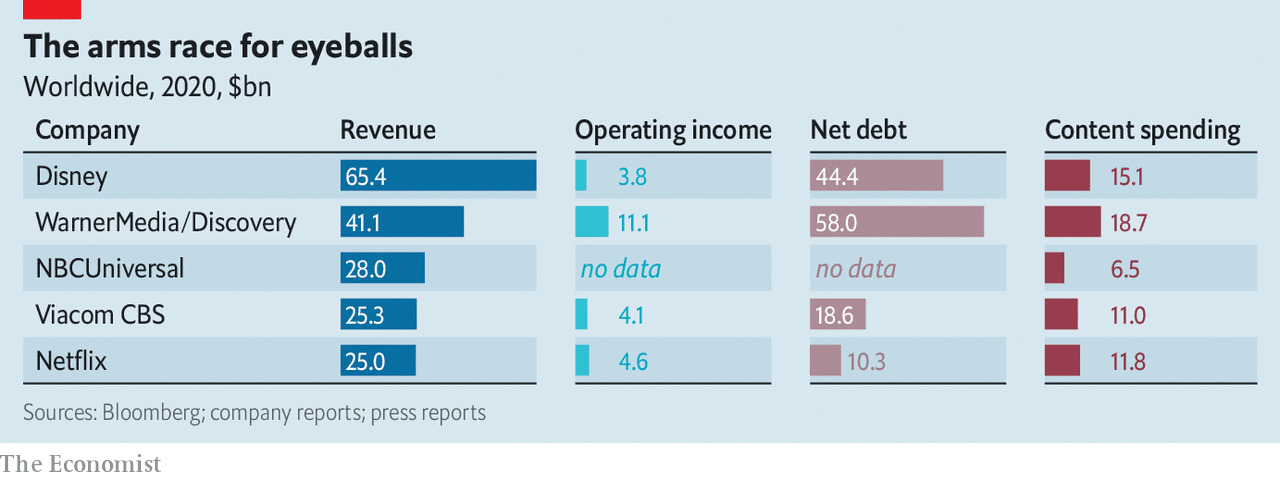 The arms race for eyeballs
Worldwide, 2020, $bn
Company Revenue Operating income Net debt Content spending
Disney 65.4 3.8 44.4 15.1
WarnerMedia/Discovery 41.1 11.1 58.0 18.7
NBCUniversal 28.0 no data no data 6.5
Viacom CBS 25.3 4.1 18.6 11.0
Netflix 25.0 4.6 10.3 11.8
Sources: Bloomberg; company reports; press reports
The Economist